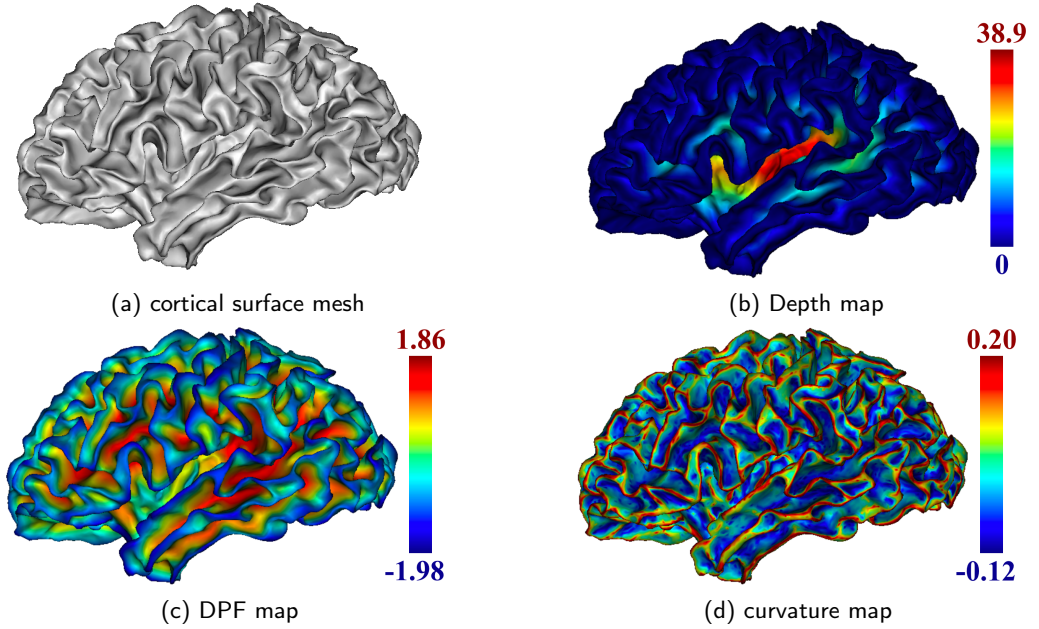 38.9
0
(a) cortical surface mesh
(b) Depth map
1.86
-1.98
0.20
-0.12
(c) DPF map
(d) curvature map